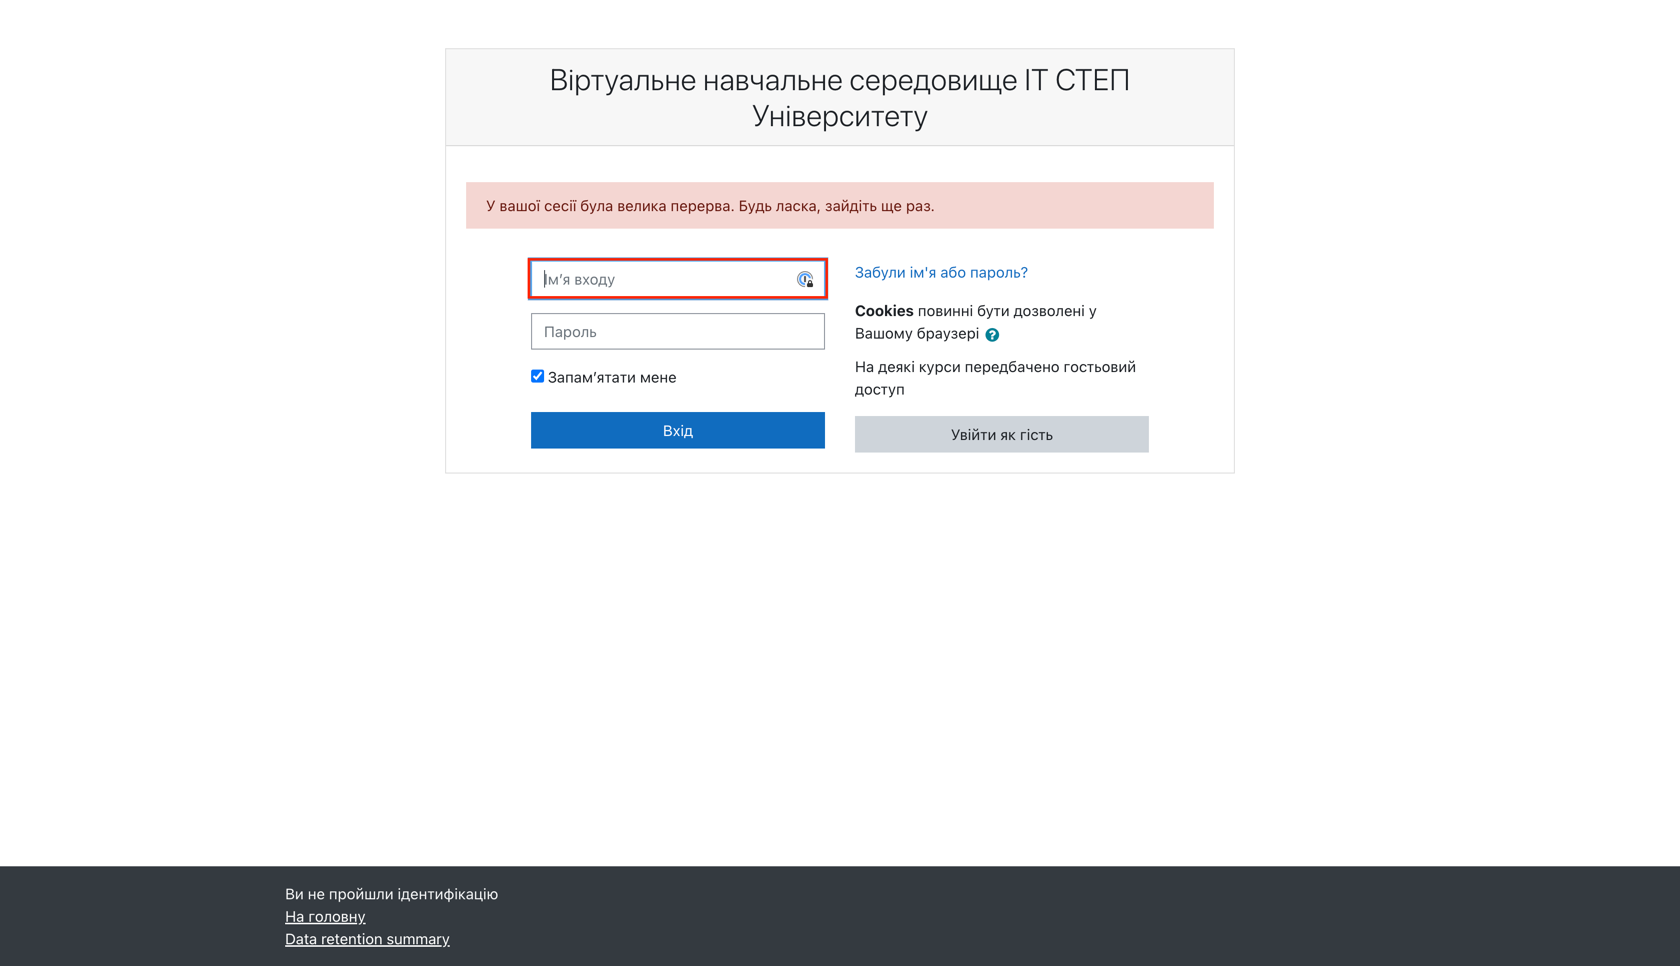 Віртуальне навчальне середовище ІТ СТЕП
Університету
У вашої сесії була велика перерва. Будь ласка, зайдіть ще раз.
Ім'я входу
Пароль
Запам'ятати мене
Вхід
Забули ім'я або пароль?
Cookies повинні бути дозволені у
Вашому браузері
На деякі курси передбачено гостьовий
доступ
Увійти як гість
Ви не пройшли ідентифікацію
На головну
Data retention summary